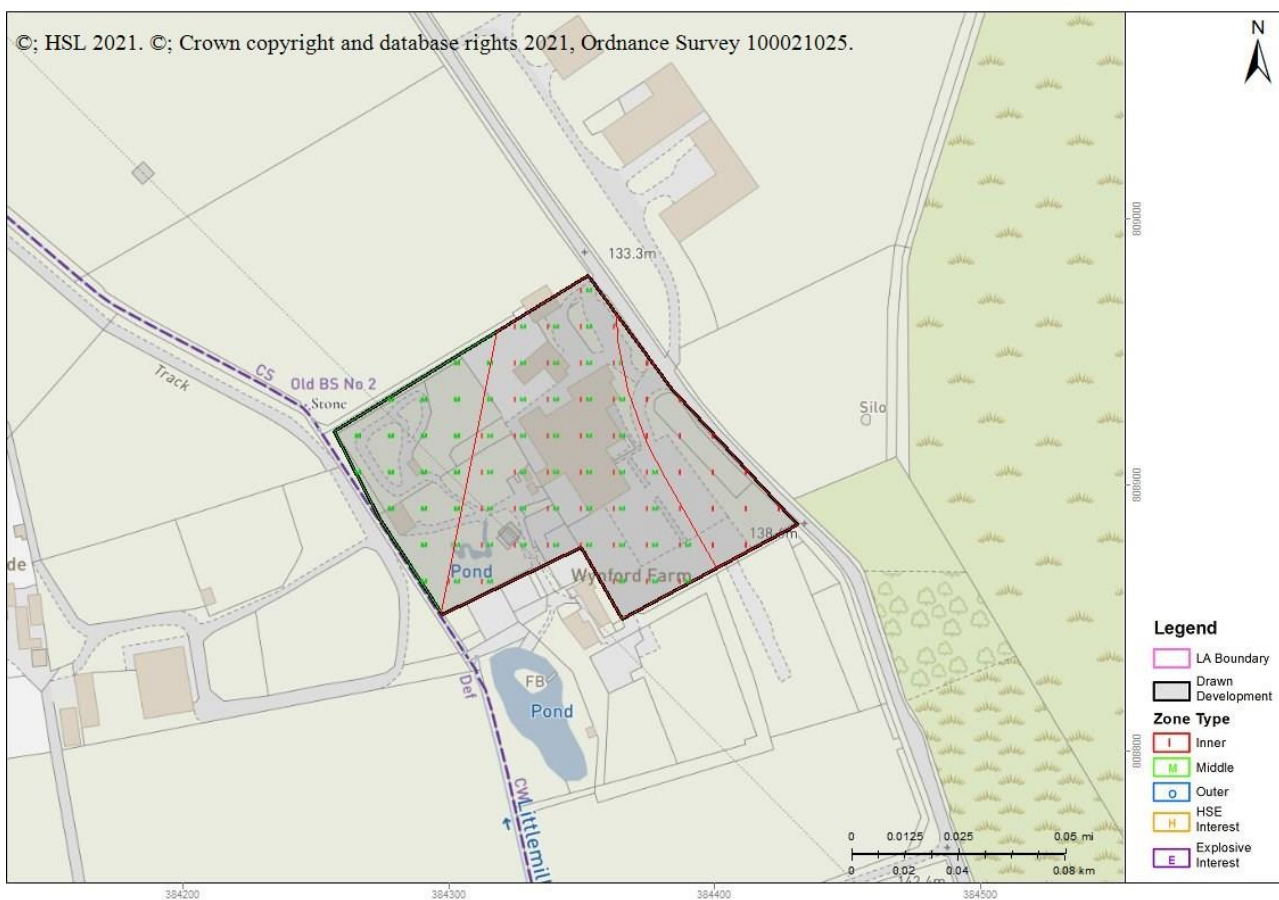 ©; HSL 2021. ©; Crown copyright and database rights 2021, Ordnance Survey 100021025.
N
133.3m
809000
CS
Track
Old BS No 2
Stone
Silo
808900
138.6m
de
Pond
Wynford Farm
FB
Pond
Def
CW
Littlemill
808800
0 0.0125 0.025 0.05 mi
0 0.02 0.04 0.08 km
384200
384300
384400
384500
Legend
LA Boundary
Drawn
Development
Zone Type
I Inner
M Middle
O Outer
H HSE
Interest
E Explosive
Interest